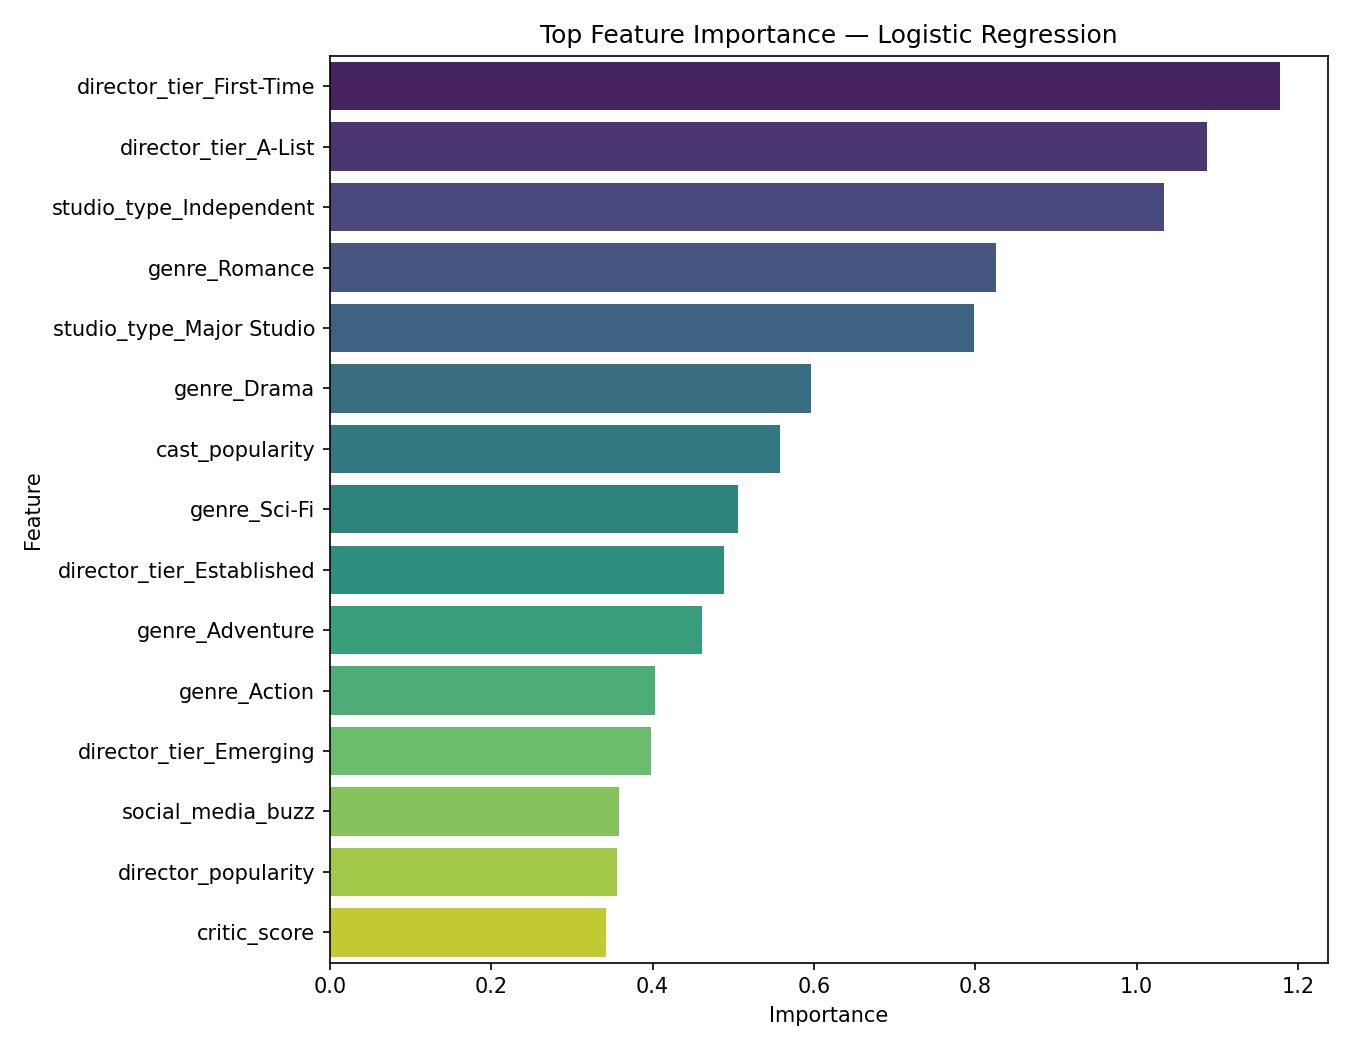 Top Feature Importance — Logistic Regression
director_tier_First-Time
director_tier_A-List
studio_type_Independent
genre_Romance
studio_type_Major Studio
genre_Drama
cast_popularity
genre_Sci-Fi
director_tier_Established
genre_Adventure
genre_Action
director_tier_Emerging
social_media_buzz
director_popularity
critic_score
Feature
0.0 0.2 0.4 0.6 0.8 1.0 1.2
Importance